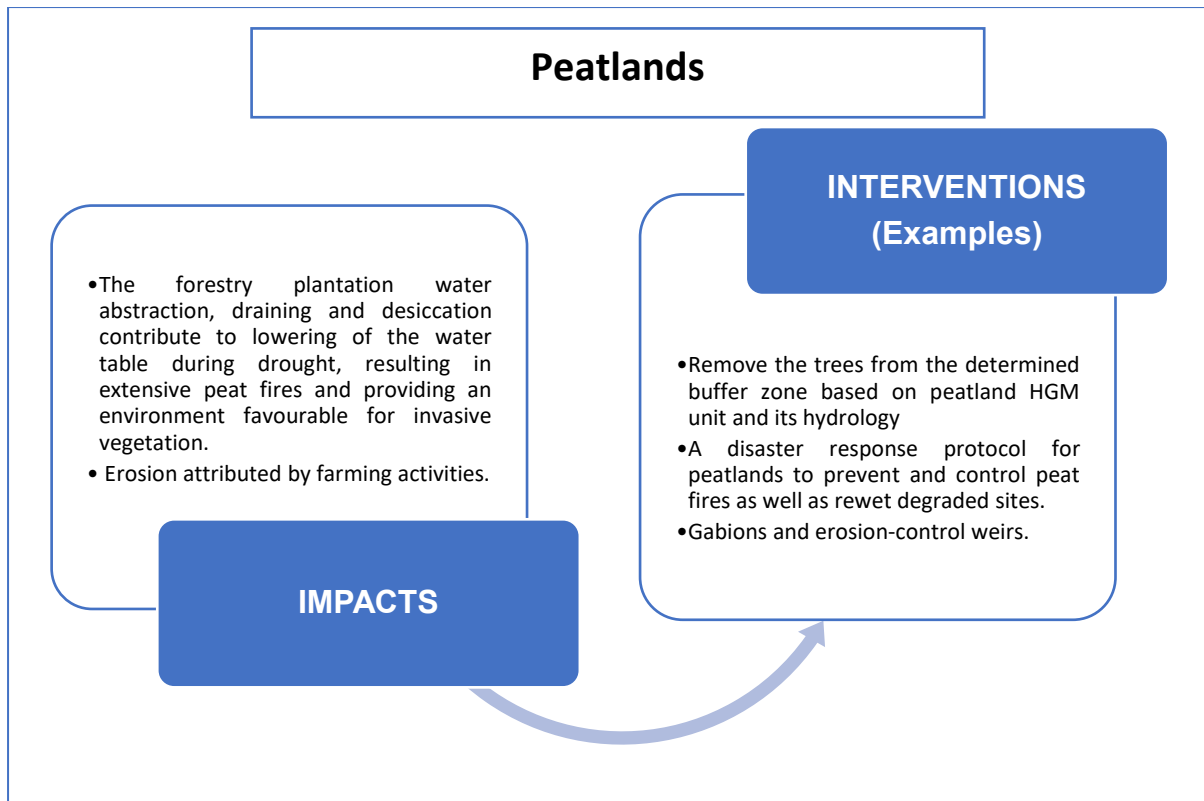 Peatlands
•The forestry plantation water
abstraction, draining and desiccation
contribute to lowering of the water
table during drought, resulting in
extensive peat fires and providing an
environment favourable for invasive
vegetation.
• Erosion attributed by farming activities.
IMPACTS
INTERVENTIONS
(Examples)
•Remove the trees from the determined
buffer zone based on peatland HGM
unit and its hydrology
•A disaster response protocol for
peatlands to prevent and control peat
fires as well as rewet degraded sites.
•Gabions and erosion-control weirs.